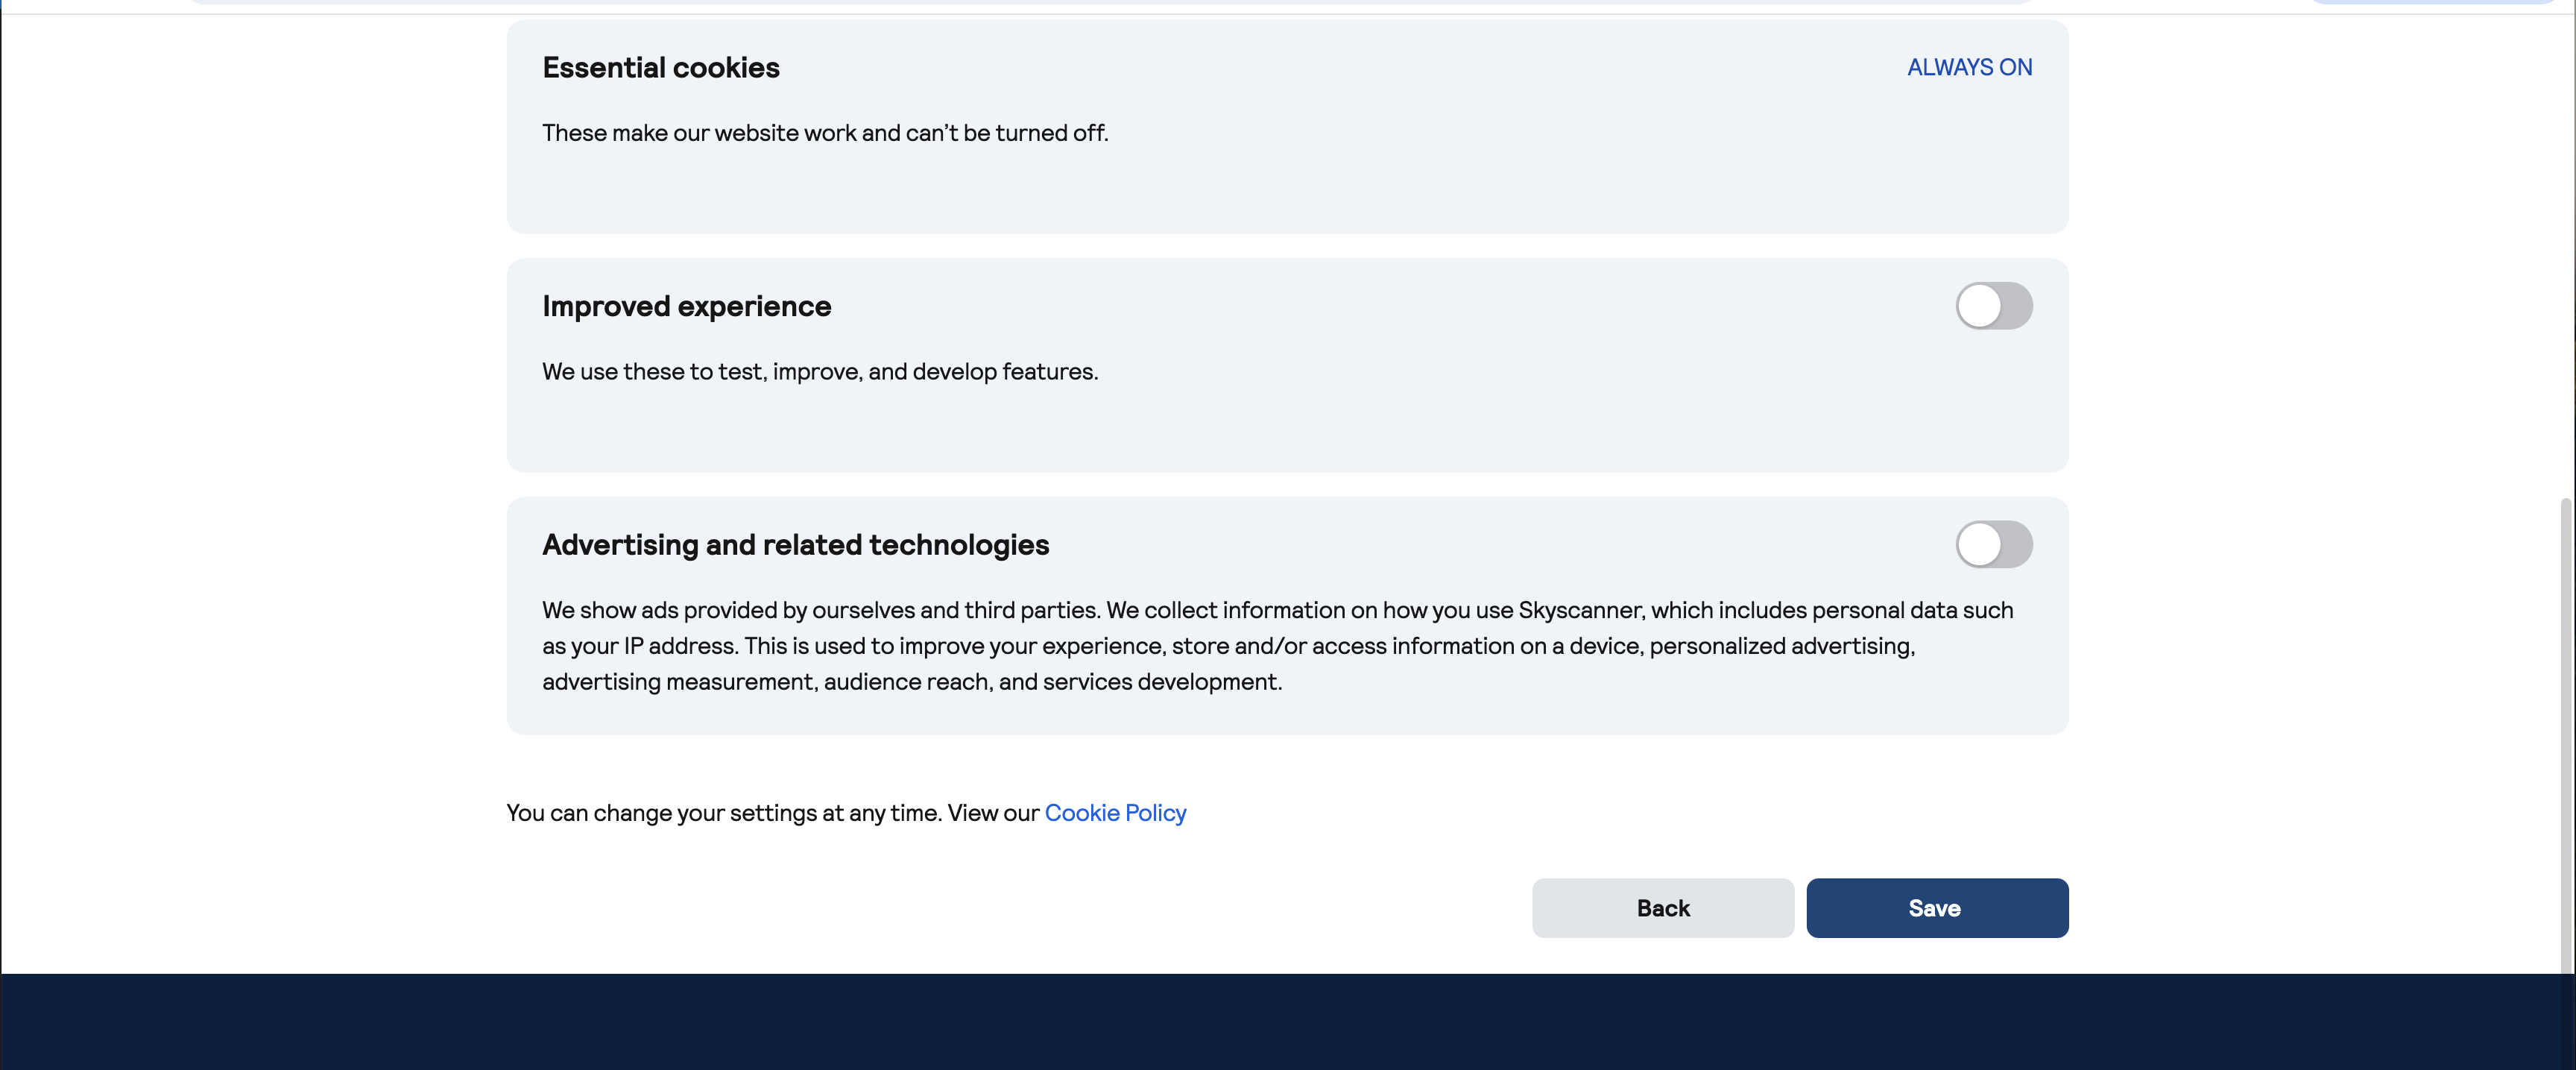 Essential cookies
ALWAYS ON
These make our website work and can’t be turned off.
Improved experience
We use these to test, improve, and develop features.
Advertising and related technologies
We show ads provided by ourselves and third parties. We collect information on how you use Skyscanner, which includes personal data such
as your IP address. This is used to improve your experience, store and/or access information on a device, personalized advertising,
advertising measurement, audience reach, and services development.
You can change your settings at any time. View our Cookie Policy
Back
Save